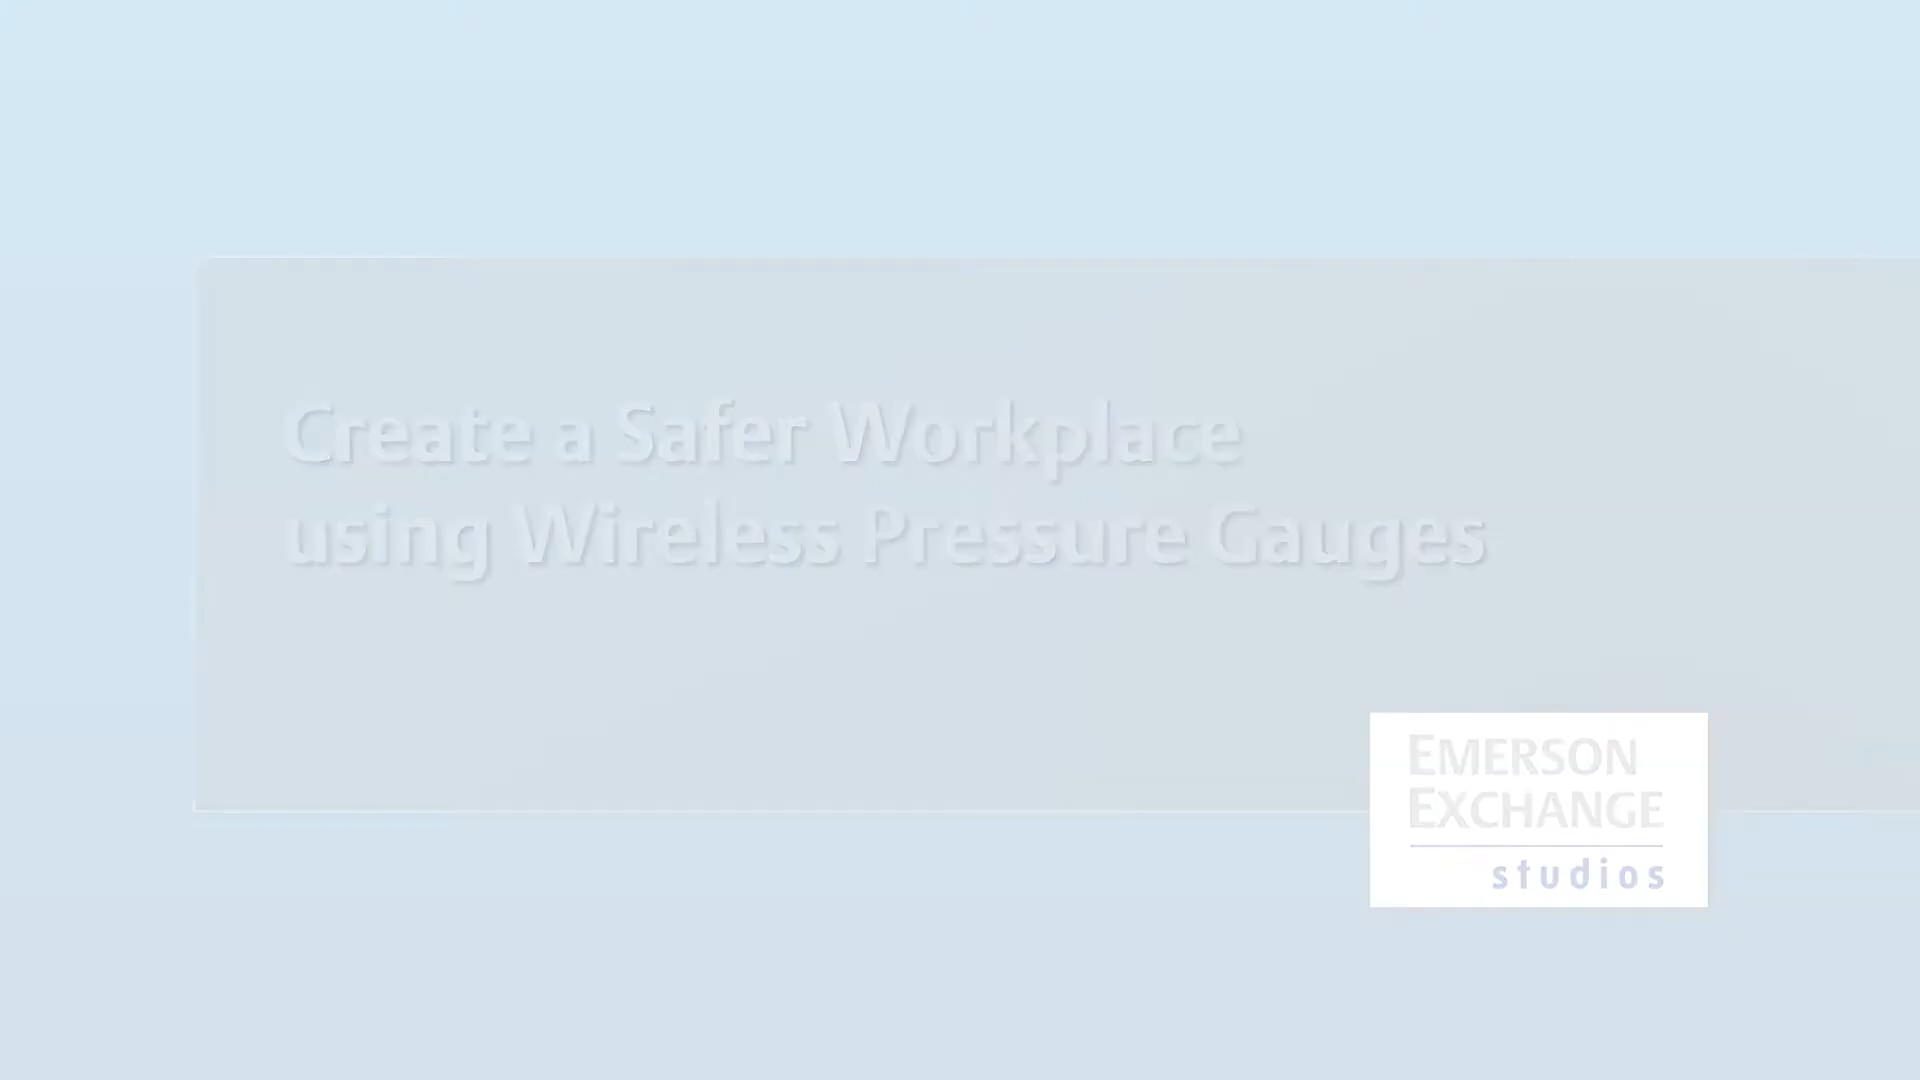 Create a Safer Workplace
using Wireless Pressure Gauges
EMERSON
EXCHANGE
studios